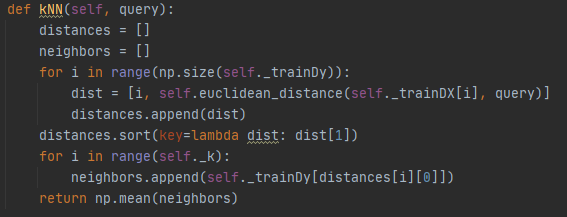 def kNN(self, query):
    distances = []
    neighbors = []
    for i in range(np.size(self._trainDy)):
        dist = [i, self.euclidean_distance(self._trainDX[i], query)]
        distances.append(dist)
    distances.sort(key=lambda dist: dist[1])
    for i in range(self._k):
        neighbors.append(self._trainDy[distances[i][0]])
    return np.mean(neighbors)